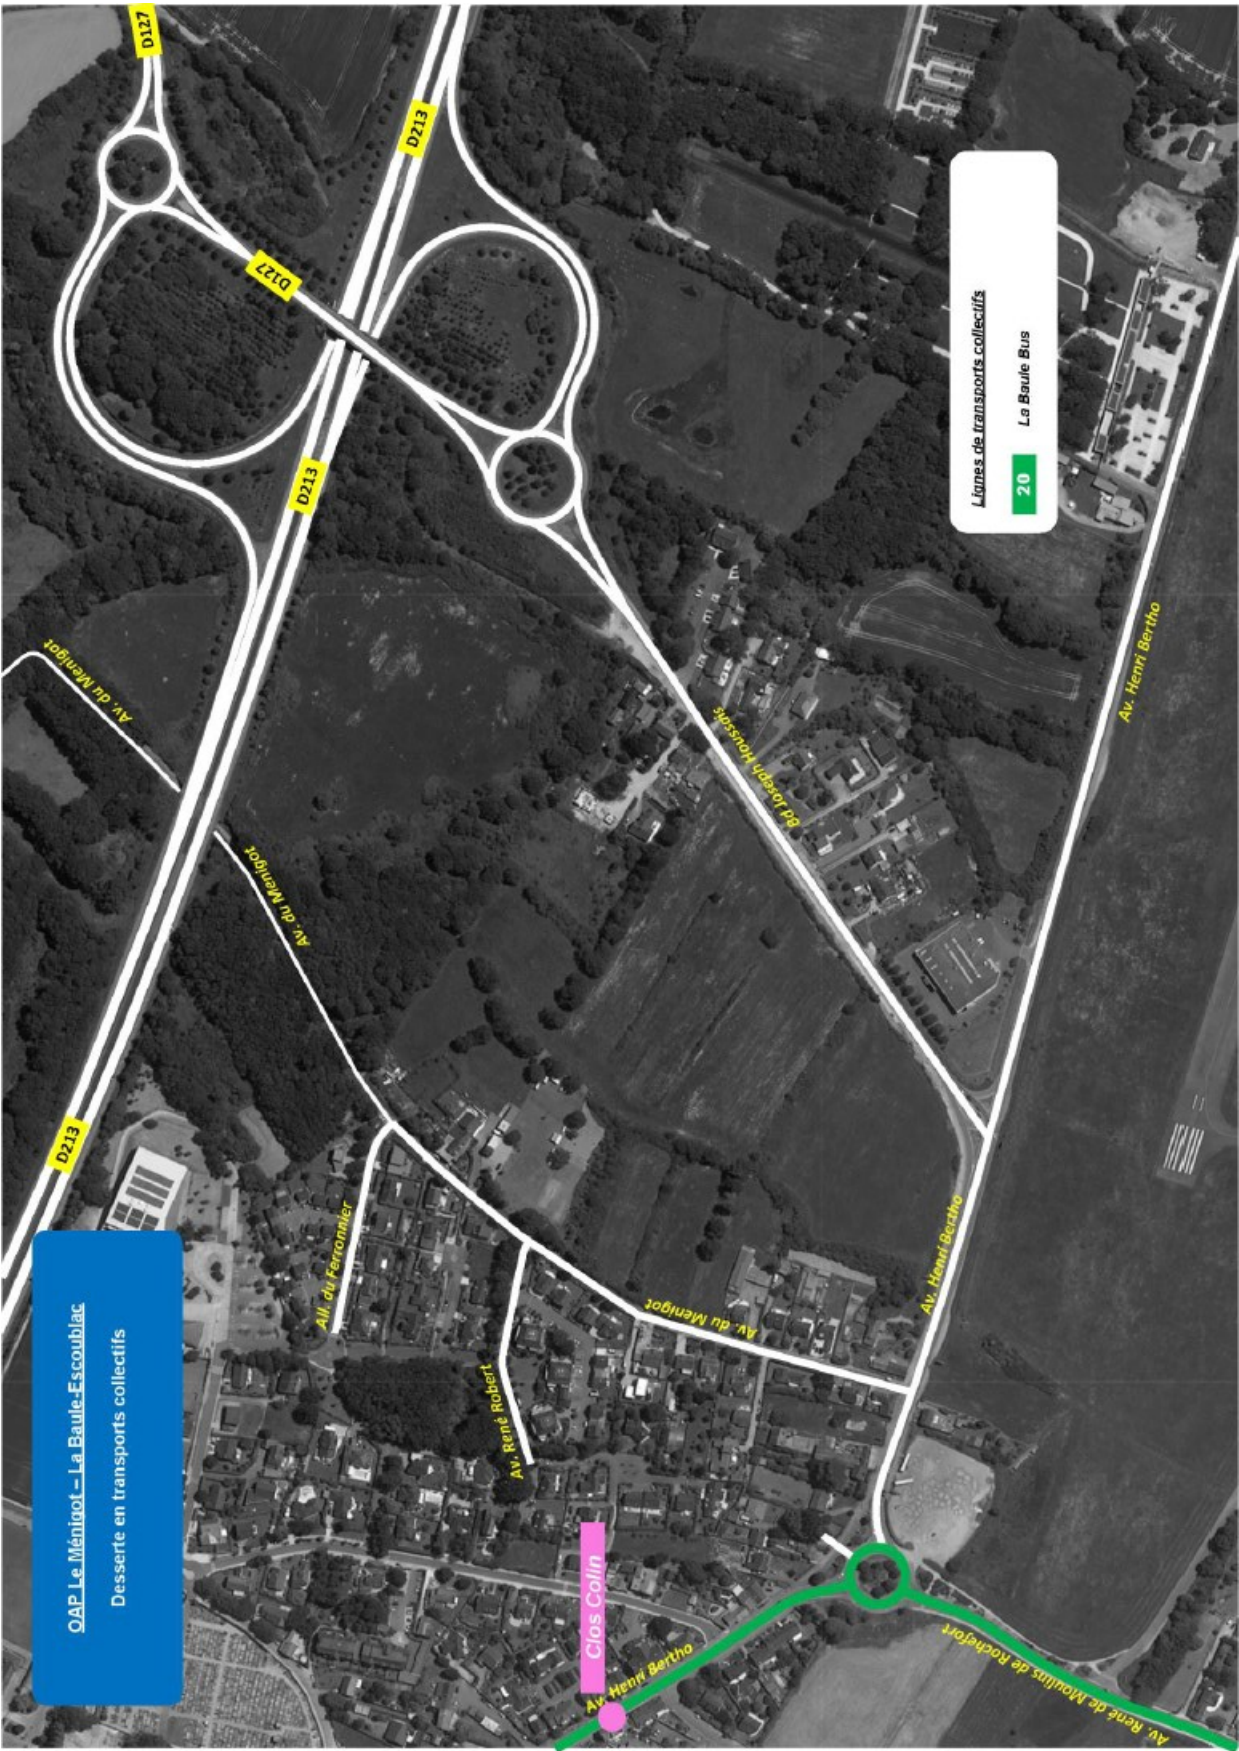 OAP Le Ménigot – La Baule-Escoublac
Desserte en transports collectifs
D213
D213
D213
D127
D127
Av. du Menigot
Av. du Menigot
Av. du Menigot
All. du Ferronnier
Av. René Robert
Clos Colin
Av. Henri Bertho
Av. Henri Bertho
Av. Henri Bertho
Bd Joseph Houssais
Av. René de Moulins de Rochefort
Lignes de transports collectifs
20 La Baule Bus